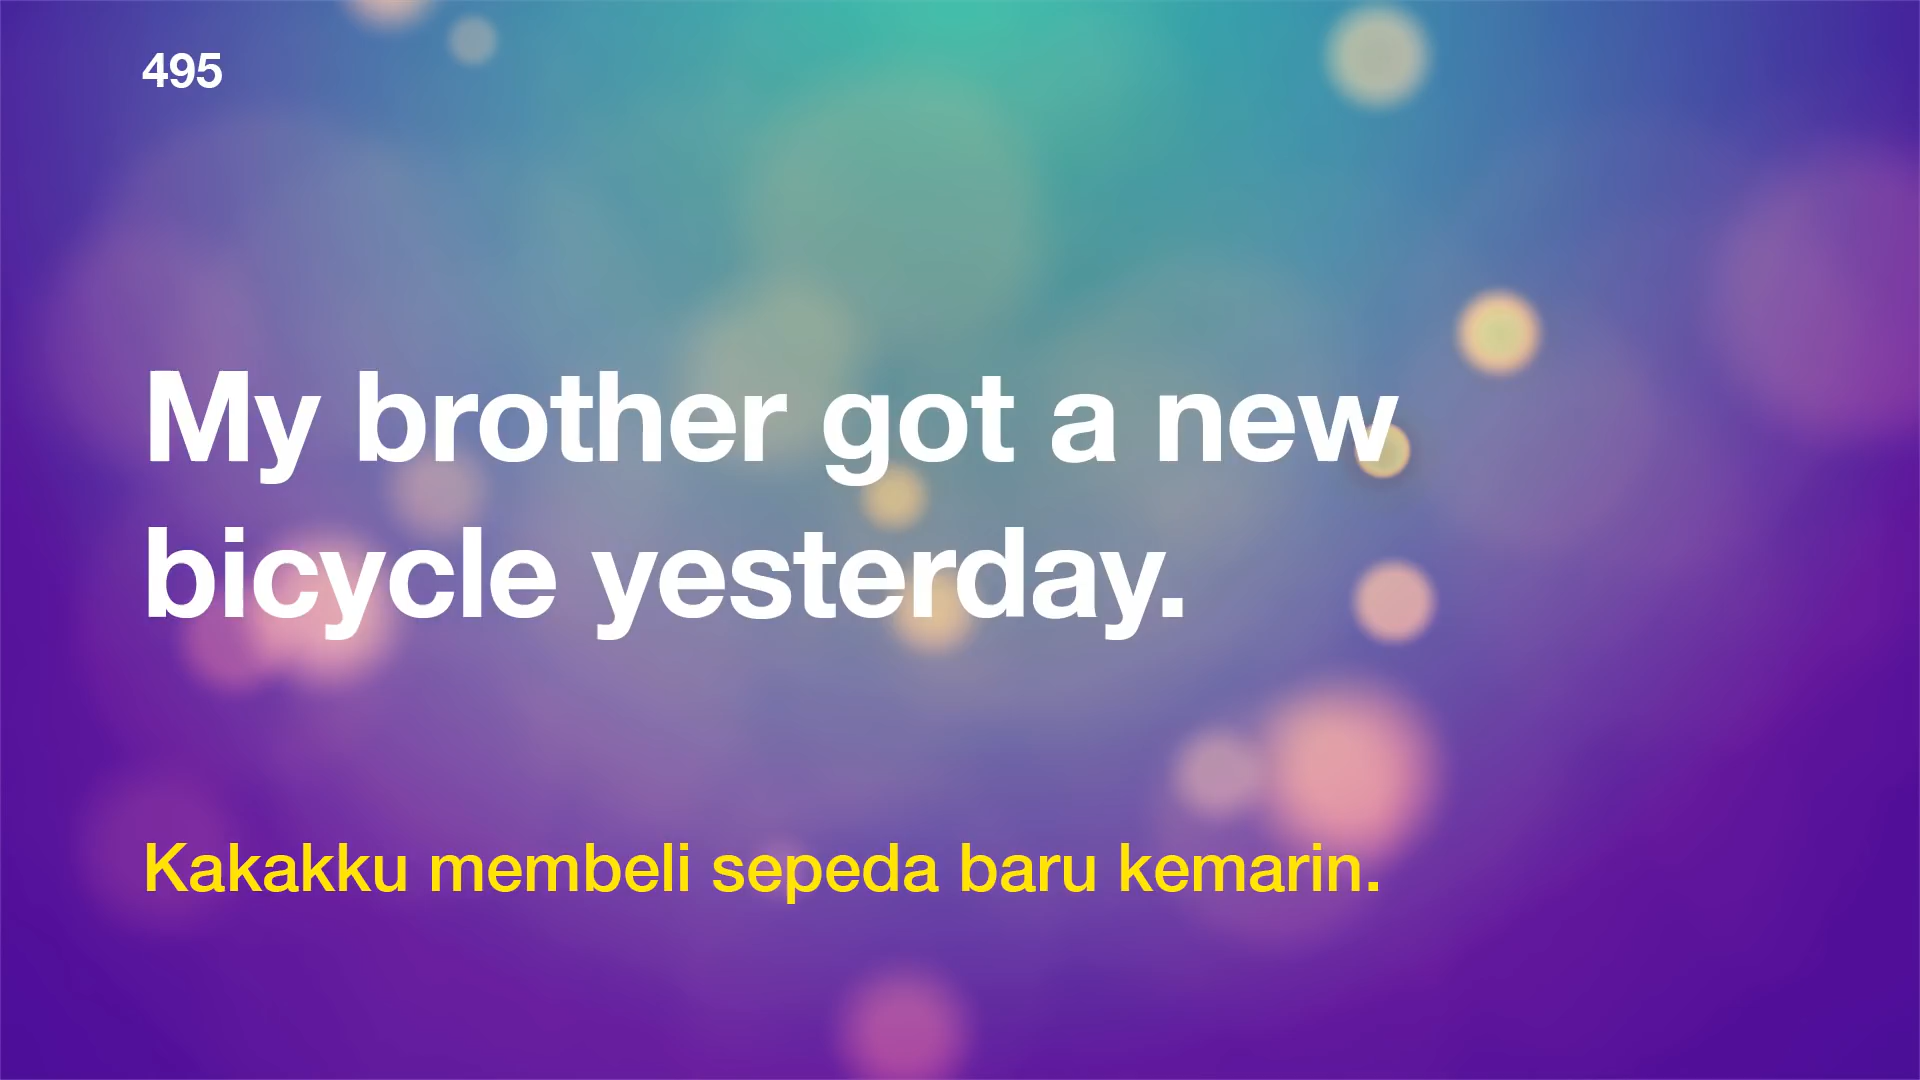 495
My brother got a new
bicycle yesterday.
Kakakku membeli sepeda baru kemarin.